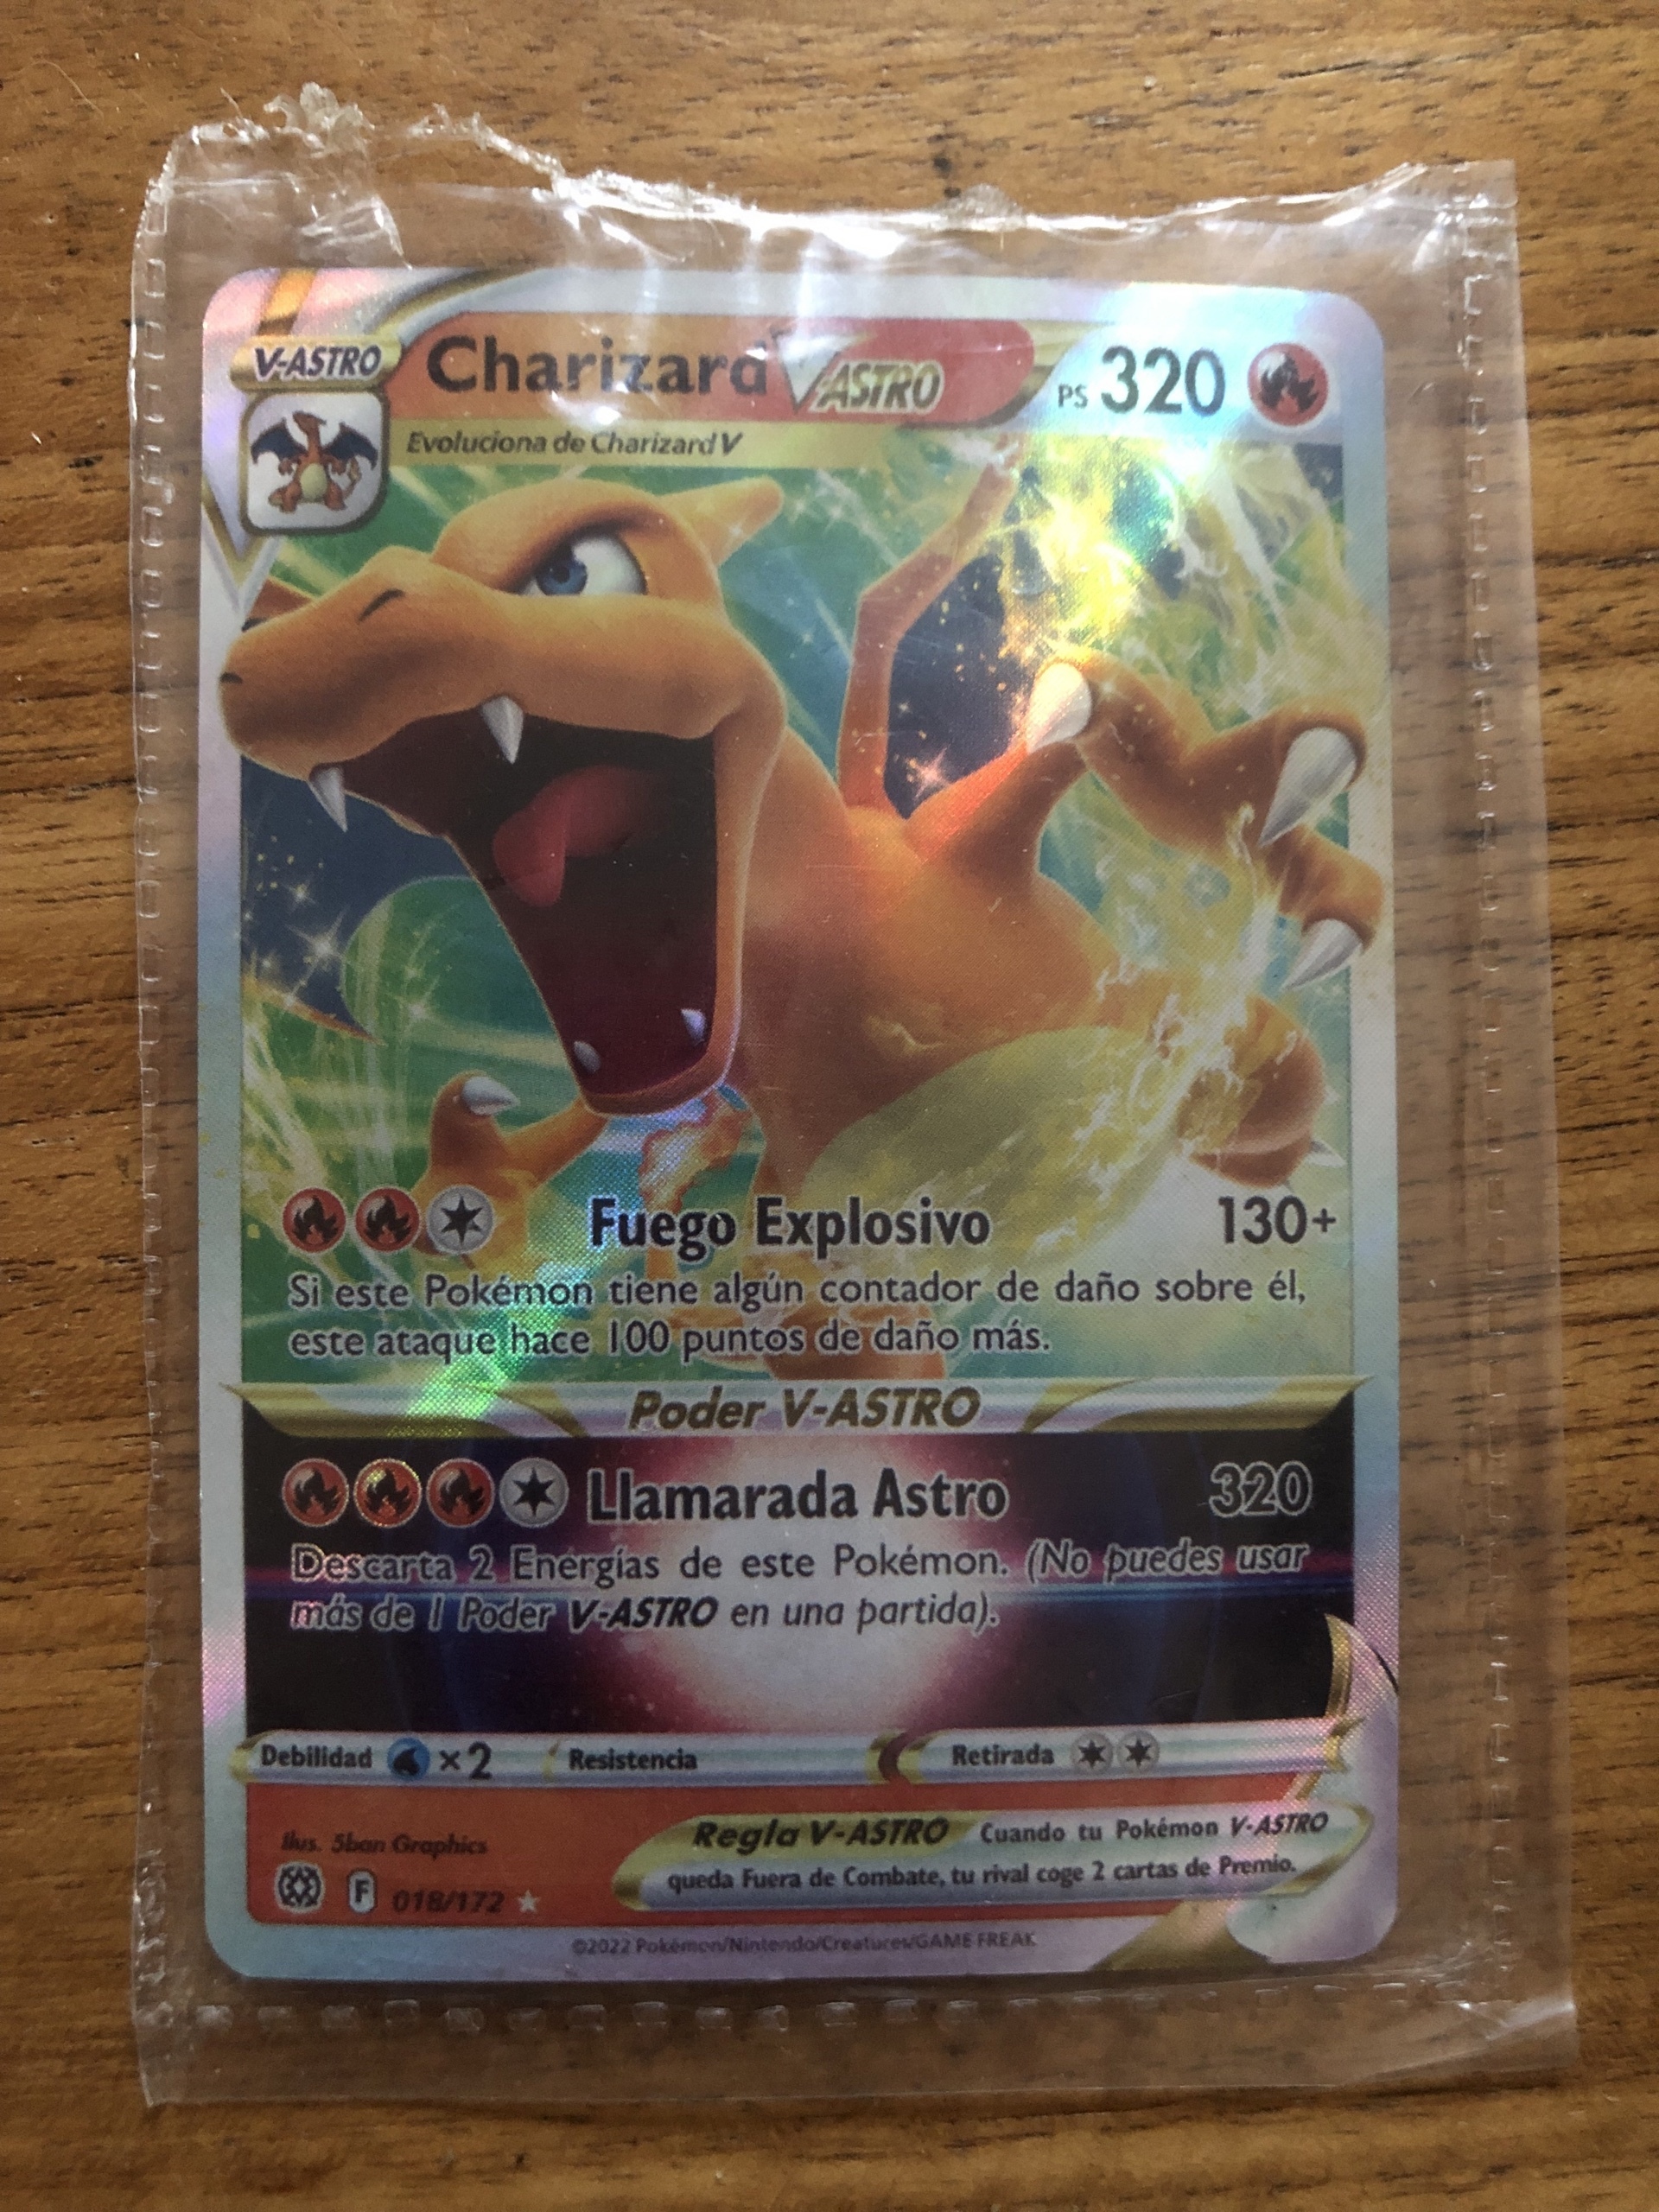 V-ASTRO Charizard V-ASTRO PS 320
Evoluciona de Charizard V
Fuego Explosivo 130+
Si este Pokémon tiene algún contador de daño sobre él,
este ataque hace 100 puntos de daño más.
Poder V-ASTRO
Llamarada Astro 320
Descarta 2 Energías de este Pokémon. (No puedes usar
más de 1 Poder V-ASTRO en una partida).
Debilidad ×2 Resistencia Retirada
Ilus. 5ban Graphics
Regla V-ASTRO Cuando tu Pokémon V-ASTRO
queda Fuera de Combate, tu rival coge 2 cartas de Premio.
F 018/172
©2022 Pokémon/Nintendo/Creatures/GAME FREAK